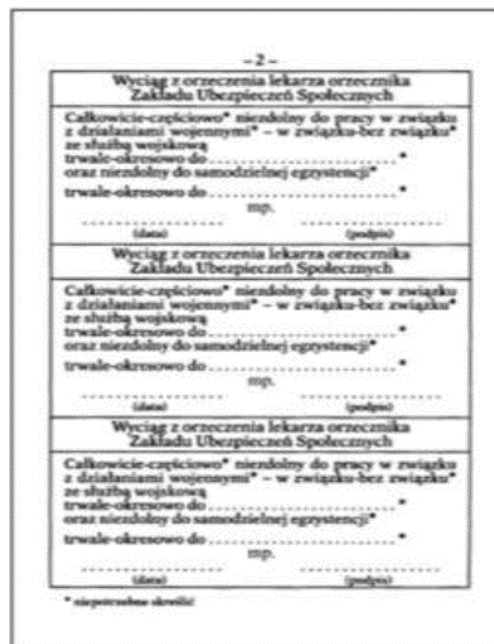 – 2 –
Wyciąg z orzeczenia lekarza orzecznika
Zakładu Ubezpieczeń Społecznych
Całkowicie-częściowo* niezdolny do pracy w związku
z działaniami wojennymi* – w związku-bez związku*
ze służbą wojskową
trwale-okresowo do ................................ *
oraz niezdolny do samodzielnej egzystencji*
trwale-okresowo do ................................ *
mp.
(data) (podpis)
Wyciąg z orzeczenia lekarza orzecznika
Zakładu Ubezpieczeń Społecznych
Całkowicie-częściowo* niezdolny do pracy w związku
z działaniami wojennymi* – w związku-bez związku*
ze służbą wojskową
trwale-okresowo do ................................ *
oraz niezdolny do samodzielnej egzystencji*
trwale-okresowo do ................................ *
mp.
(data) (podpis)
Wyciąg z orzeczenia lekarza orzecznika
Zakładu Ubezpieczeń Społecznych
Całkowicie-częściowo* niezdolny do pracy w związku
z działaniami wojennymi* – w związku-bez związku*
ze służbą wojskową
trwale-okresowo do ................................ *
oraz niezdolny do samodzielnej egzystencji*
trwale-okresowo do ................................ *
mp.
(data) (podpis)
* niepotrzebne skreślić